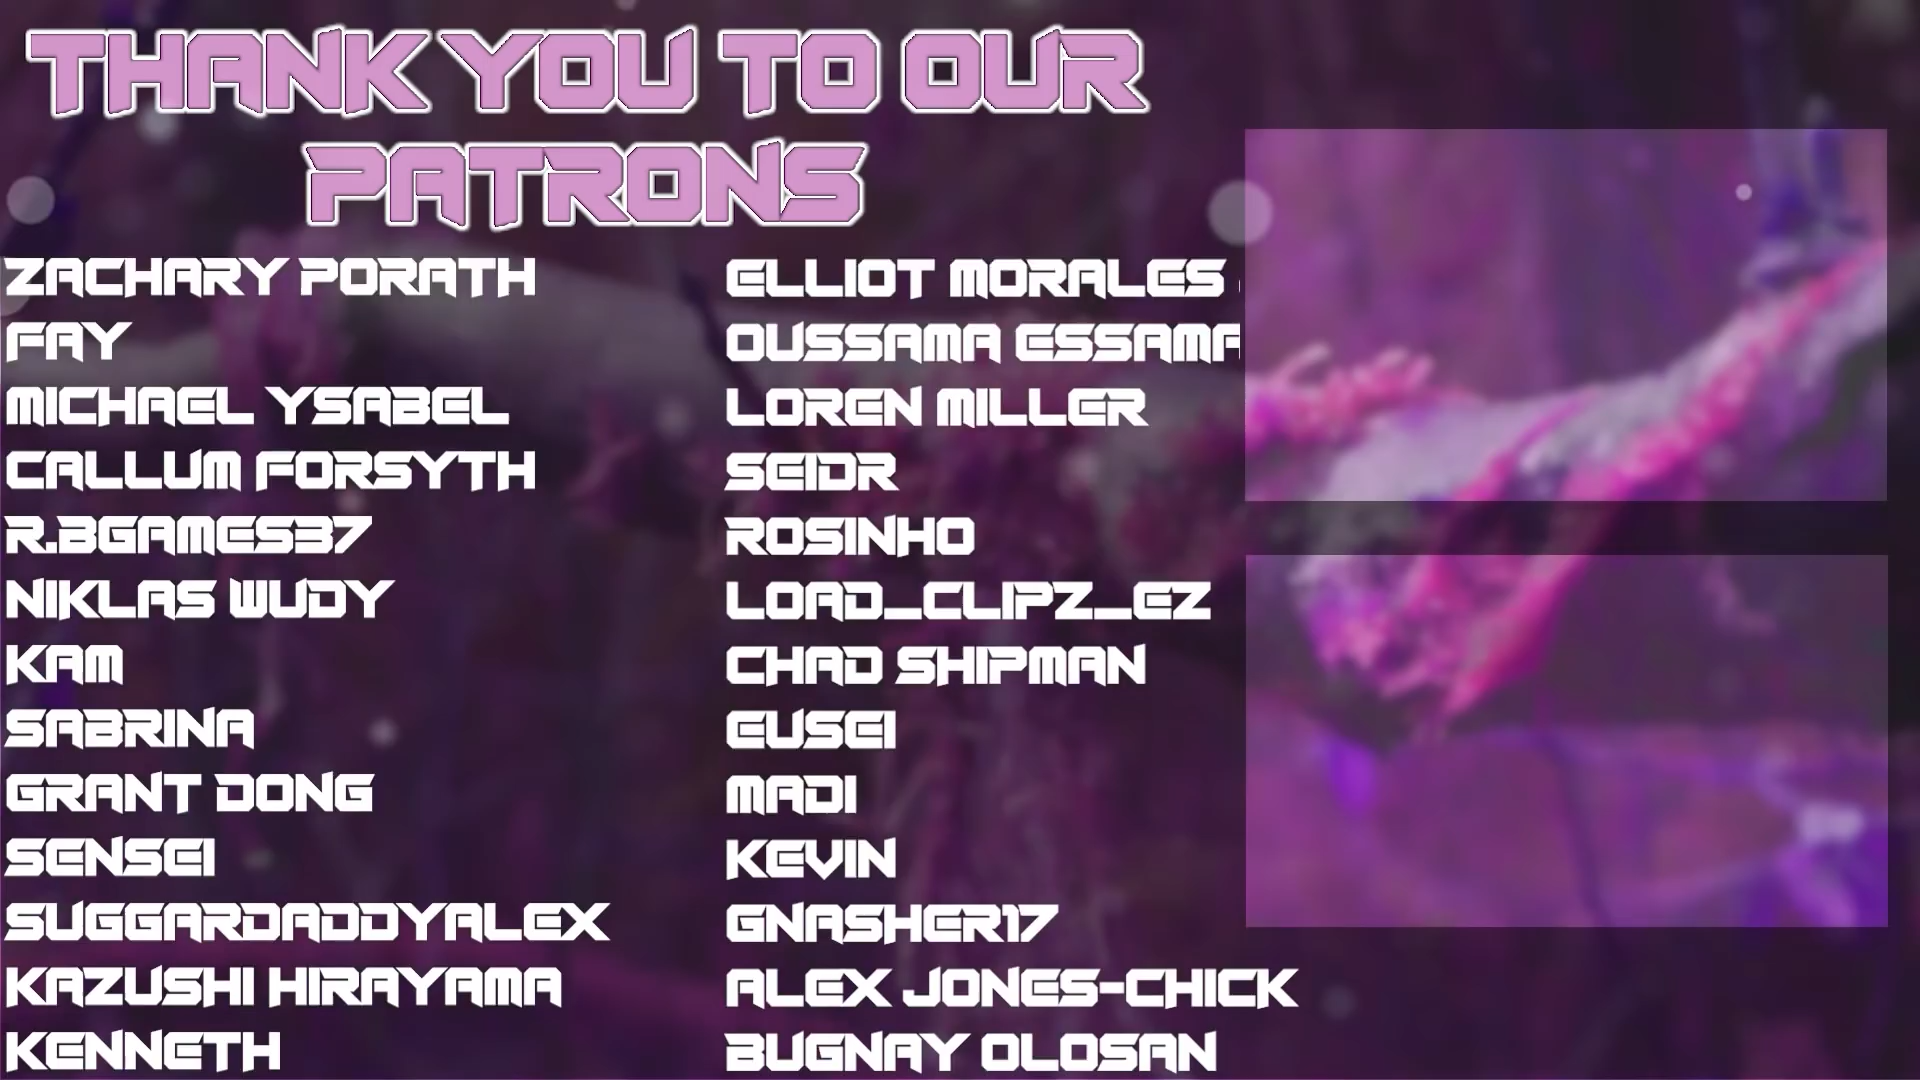 THANK YOU TO OUR
PATRONS
ZACHARY PORATH
FAY
MICHAEL YSABEL
CALLUM FORSYTH
R.BGAMES37
NIKLAS WUDY
KAM
SABRINA
GRANT DONG
SENSEI
SUGGARDADDYALEX
KAZUSHI HIRAYAMA
KENNETH
ELLIOT MORALES
OUSSAMA ESSAMA
LOREN MILLER
SEIDR
ROSINHO
LOAD_CLIPZ_EZ
CHAD SHIPMAN
EUSEI
MADI
KEVIN
GNASHER17
ALEX JONES-CHICK
BUGNAY OLOSAN